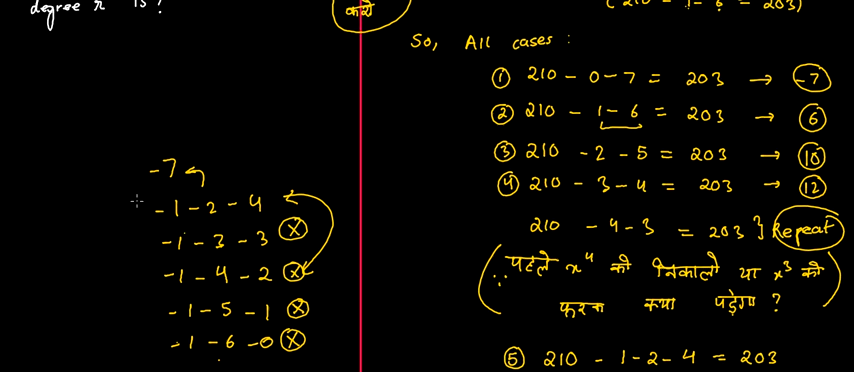 degree r is?
-7
-1-2-4
-1-3-3 (X)
-1-4-2 (X)
-1-5-1 (X)
-1-6-0 (X)
करो
(210 - 1 - 6 = 203)
So, All cases:
① 210 - 0 - 7 = 203 → -7
② 210 - 1 - 6 = 203 → 6
③ 210 - 2 - 5 = 203 → 10
④ 210 - 3 - 4 = 203 → 12
210 - 4 - 3 = 203 } Repeat
(∵ पहले x⁴ को निकालो या x³ को
फरक क्या पड़ेगा ?)
⑤ 210 - 1 - 2 - 4 = 203